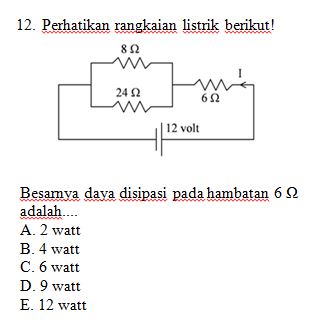 12. Perhatikan rangkaian listrik berikut!
8 Ω
24 Ω
I
6 Ω
12 volt
Besarnya daya disipasi pada hambatan 6 Ω
adalah....
A. 2 watt
B. 4 watt
C. 6 watt
D. 9 watt
E. 12 watt